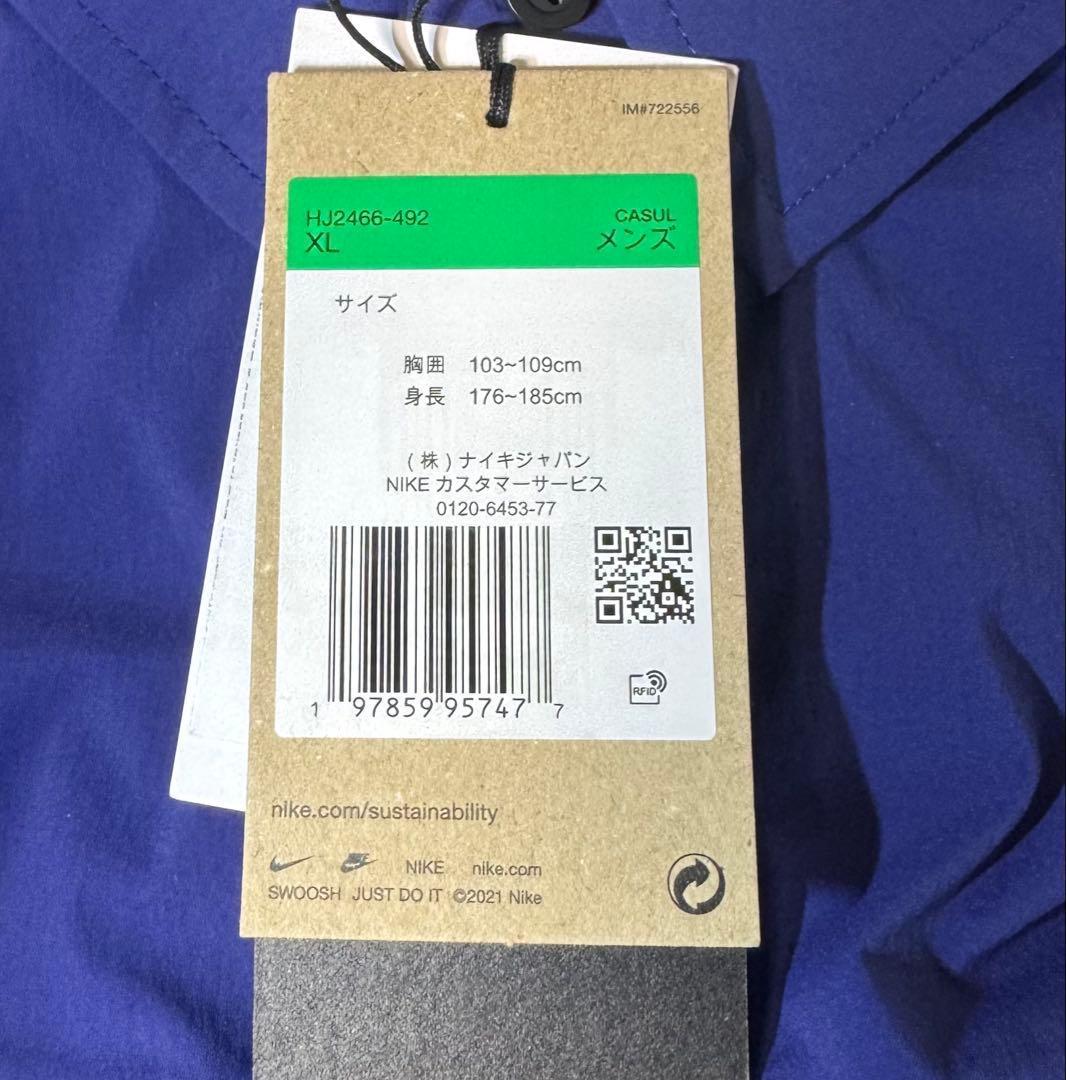 IM#722556
HJ2466-492
XL
CASUL
メンズ
サイズ
胸囲 103~109cm
身長 176~185cm
(株)ナイキジャパン
NIKE カスタマーサービス
0120-6453-77
1 97859 95747 7
RFID
nike.com/sustainability
NIKE nike.com
SWOOSH JUST DO IT ©2021 Nike